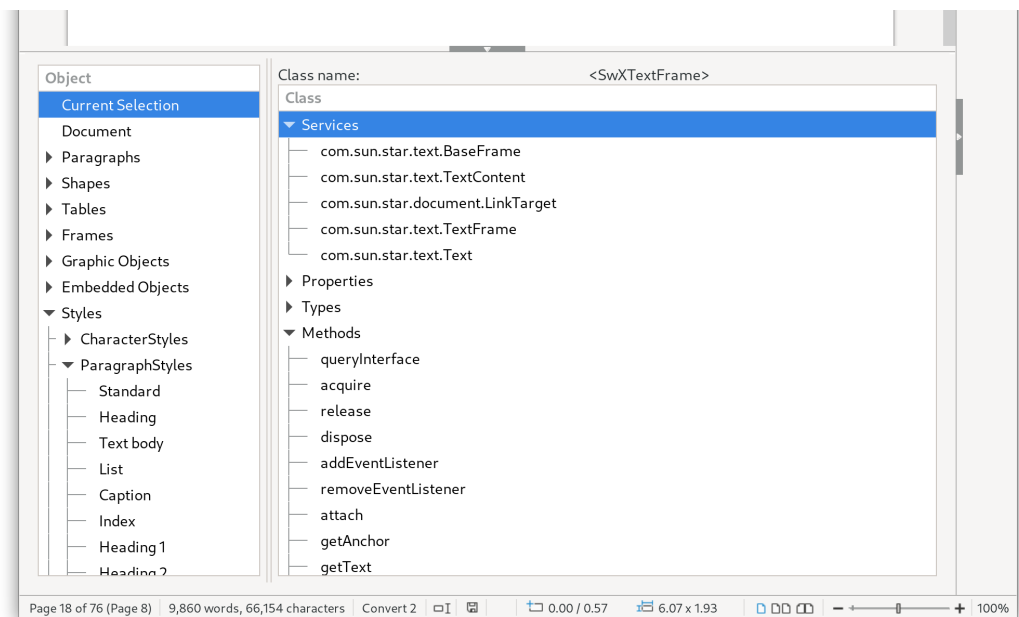 Object
Current Selection
Document
Paragraphs
Shapes
Tables
Frames
Graphic Objects
Embedded Objects
Styles
CharacterStyles
ParagraphStyles
Standard
Heading
Text body
List
Caption
Index
Heading 1
Heading 2
Class name: <SwXTextFrame>
Class
Services
com.sun.star.text.BaseFrame
com.sun.star.text.TextContent
com.sun.star.document.LinkTarget
com.sun.star.text.TextFrame
com.sun.star.text.Text
Properties
Types
Methods
queryInterface
acquire
release
dispose
addEventListener
removeEventListener
attach
getAnchor
getText
Page 18 of 76 (Page 8) 9,860 words, 66,154 characters Convert 2 0.00 / 0.57 6.07 x 1.93 100%